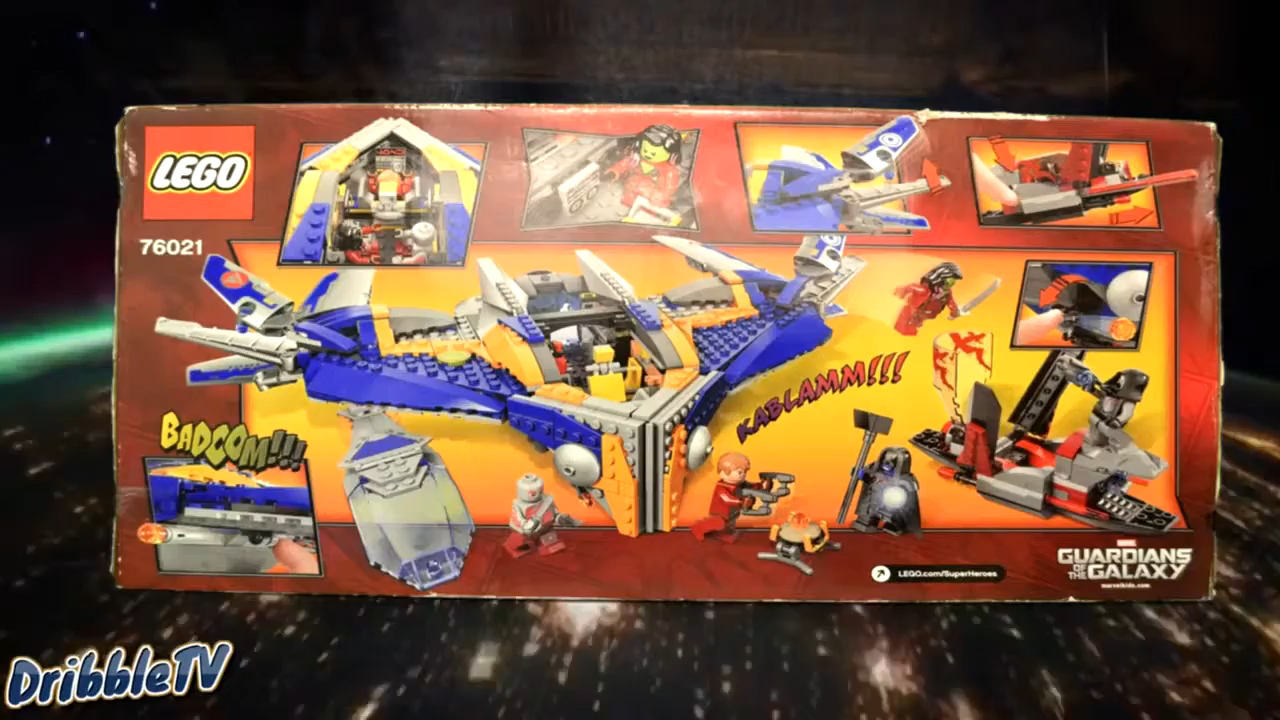 LEGO
76021
KABLAMM!!!
BADOOM!!!
MARVEL
GUARDIANS
OF THE GALAXY
marvelkids.com
LEGO.com/SuperHeroes
DribbleTV